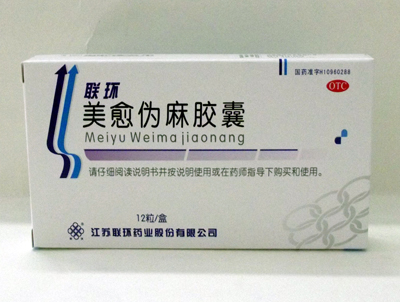 国药准字H10960288
OTC
联环
美愈伪麻胶囊
Meiyu Weima jiaonang
请仔细阅读说明书并按说明使用或在药师指导下购买和使用。
12粒/盒
江苏联环药业股份有限公司